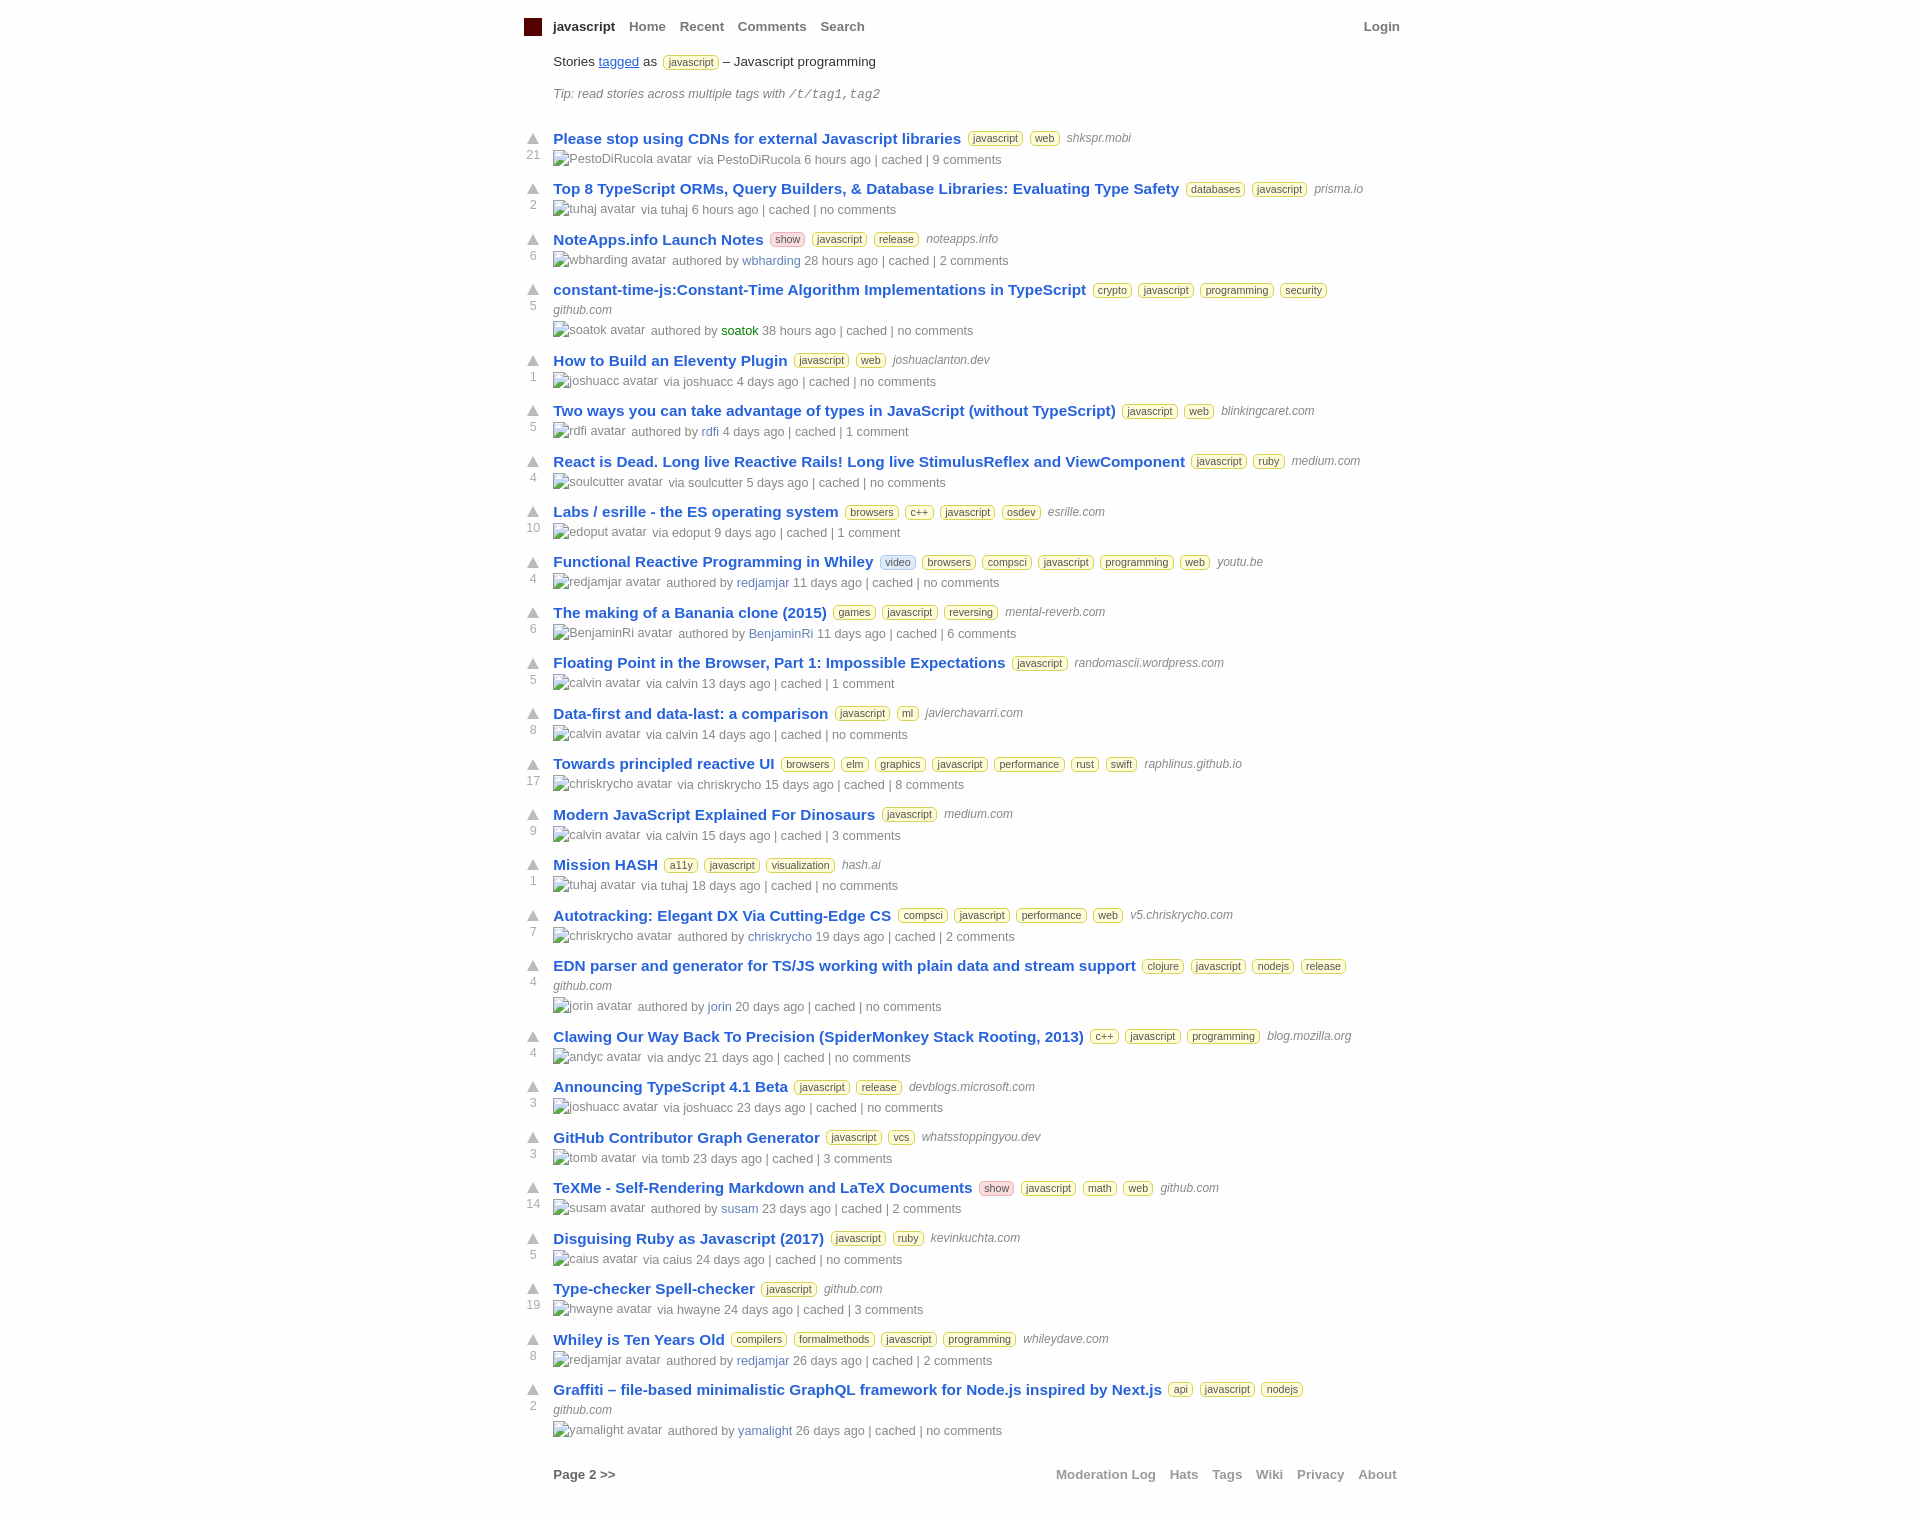 javascript Home Recent Comments Search Login
Stories tagged as javascript – Javascript programming
Tip: read stories across multiple tags with /t/tag1,tag2
Please stop using CDNs for external Javascript libraries javascript web shkspr.mobi
21 PestoDiRucola avatar via PestoDiRucola 6 hours ago | cached | 9 comments
Top 8 TypeScript ORMs, Query Builders, & Database Libraries: Evaluating Type Safety databases javascript prisma.io
2 tuhaj avatar via tuhaj 6 hours ago | cached | no comments
NoteApps.info Launch Notes show javascript release noteapps.info
6 wbharding avatar authored by wbharding 28 hours ago | cached | 2 comments
constant-time-js:Constant-Time Algorithm Implementations in TypeScript crypto javascript programming security
5 github.com
soatok avatar authored by soatok 38 hours ago | cached | no comments
How to Build an Eleventy Plugin javascript web joshuaclanton.dev
1 joshuacc avatar via joshuacc 4 days ago | cached | no comments
Two ways you can take advantage of types in JavaScript (without TypeScript) javascript web blinkingcaret.com
5 rdfi avatar authored by rdfi 4 days ago | cached | 1 comment
React is Dead. Long live Reactive Rails! Long live StimulusReflex and ViewComponent javascript ruby medium.com
4 soulcutter avatar via soulcutter 5 days ago | cached | no comments
Labs / esrille - the ES operating system browsers c++ javascript osdev esrille.com
10 edoput avatar via edoput 9 days ago | cached | 1 comment
Functional Reactive Programming in Whiley video browsers compsci javascript programming web youtu.be
4 redjamjar avatar authored by redjamjar 11 days ago | cached | no comments
The making of a Banania clone (2015) games javascript reversing mental-reverb.com
6 BenjaminRi avatar authored by BenjaminRi 11 days ago | cached | 6 comments
Floating Point in the Browser, Part 1: Impossible Expectations javascript randomascii.wordpress.com
5 calvin avatar via calvin 13 days ago | cached | 1 comment
Data-first and data-last: a comparison javascript ml javierchavarri.com
8 calvin avatar via calvin 14 days ago | cached | no comments
Towards principled reactive UI browsers elm graphics javascript performance rust swift raphlinus.github.io
17 chriskrycho avatar via chriskrycho 15 days ago | cached | 8 comments
Modern JavaScript Explained For Dinosaurs javascript medium.com
9 calvin avatar via calvin 15 days ago | cached | 3 comments
Mission HASH a11y javascript visualization hash.ai
1 tuhaj avatar via tuhaj 18 days ago | cached | no comments
Autotracking: Elegant DX Via Cutting-Edge CS compsci javascript performance web v5.chriskrycho.com
7 chriskrycho avatar authored by chriskrycho 19 days ago | cached | 2 comments
EDN parser and generator for TS/JS working with plain data and stream support clojure javascript nodejs release
4 github.com
jorin avatar authored by jorin 20 days ago | cached | no comments
Clawing Our Way Back To Precision (SpiderMonkey Stack Rooting, 2013) c++ javascript programming blog.mozilla.org
4 andyc avatar via andyc 21 days ago | cached | no comments
Announcing TypeScript 4.1 Beta javascript release devblogs.microsoft.com
3 joshuacc avatar via joshuacc 23 days ago | cached | no comments
GitHub Contributor Graph Generator javascript vcs whatsstoppingyou.dev
3 tomb avatar via tomb 23 days ago | cached | 3 comments
TeXMe - Self-Rendering Markdown and LaTeX Documents show javascript math web github.com
14 susam avatar authored by susam 23 days ago | cached | 2 comments
Disguising Ruby as Javascript (2017) javascript ruby kevinkuchta.com
5 caius avatar via caius 24 days ago | cached | no comments
Type-checker Spell-checker javascript github.com
19 hwayne avatar via hwayne 24 days ago | cached | 3 comments
Whiley is Ten Years Old compilers formalmethods javascript programming whileydave.com
8 redjamjar avatar authored by redjamjar 26 days ago | cached | 2 comments
Graffiti – file-based minimalistic GraphQL framework for Node.js inspired by Next.js api javascript nodejs
2 github.com
yamalight avatar authored by yamalight 26 days ago | cached | no comments
Page 2 >> Moderation Log Hats Tags Wiki Privacy About